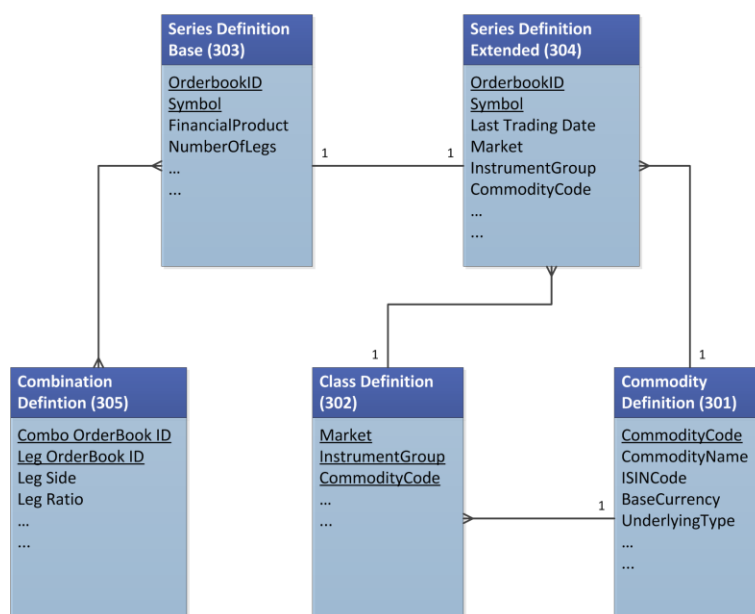 Series Definition
Base (303)
OrderbookID
Symbol
FinancialProduct
NumberOfLegs
…
...
Series Definition
Extended (304)
OrderbookID
Symbol
Last Trading Date
Market
InstrumentGroup
CommodityCode
…
...
1
1
1
1
1
Combination
Defintion (305)
Combo OrderBook ID
Leg OrderBook ID
Leg Side
Leg Ratio
…
...
Class Definition
(302)
Market
InstrumentGroup
CommodityCode
…
...
Commodity
Definition (301)
CommodityCode
CommodityName
ISINCode
BaseCurrency
UnderlyingType
…
...